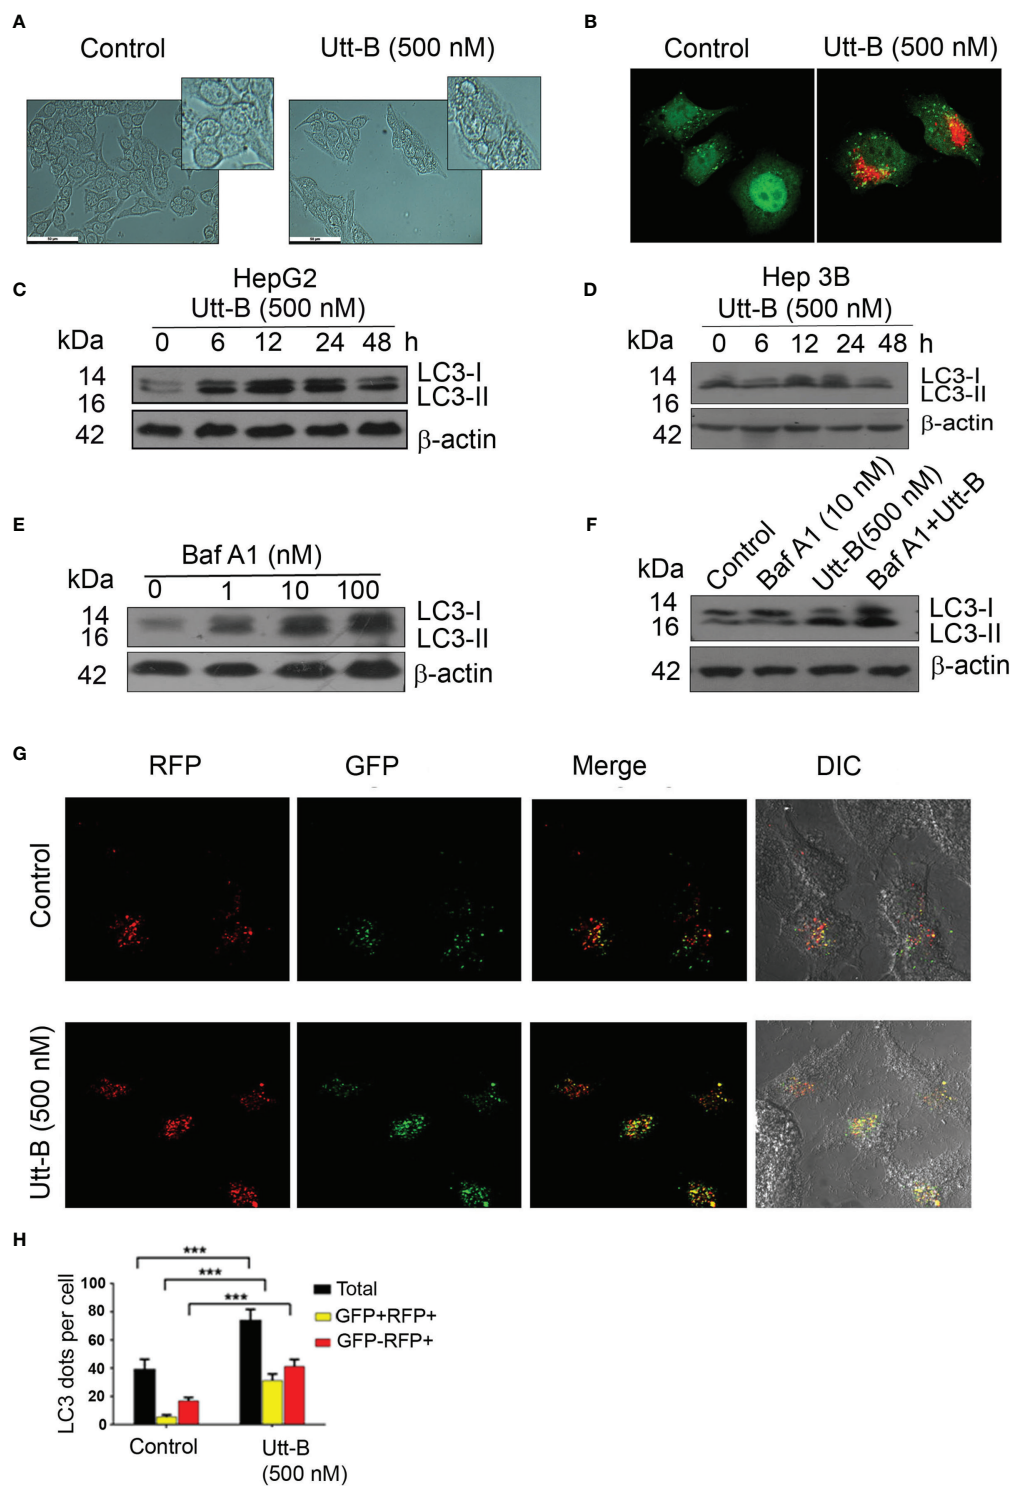 A
Control
Utt-B (500 nM)
B
Control
Utt-B (500 nM)
C
HepG2
Utt-B (500 nM)
kDa
0 6 12 24 48 h
14
16
42
LC3-I
LC3-II
β-actin
D
Hep 3B
Utt-B (500 nM)
kDa
0 6 12 24 48 h
14
16
42
LC3-I
LC3-II
β-actin
E
Baf A1 (nM)
kDa
0 1 10 100
14
16
42
LC3-I
LC3-II
β-actin
F
kDa
Control
Baf A1 (10 nM)
Utt-B(500 nM)
Baf A1+Utt-B
14
16
42
LC3-I
LC3-II
β-actin
G
RFP GFP Merge DIC
Control
Utt-B (500 nM)
H
LC3 dots per cell
100
80
60
40
20
0
***
***
***
Total
GFP+RFP+
GFP-RFP+
Control
Utt-B
(500 nM)